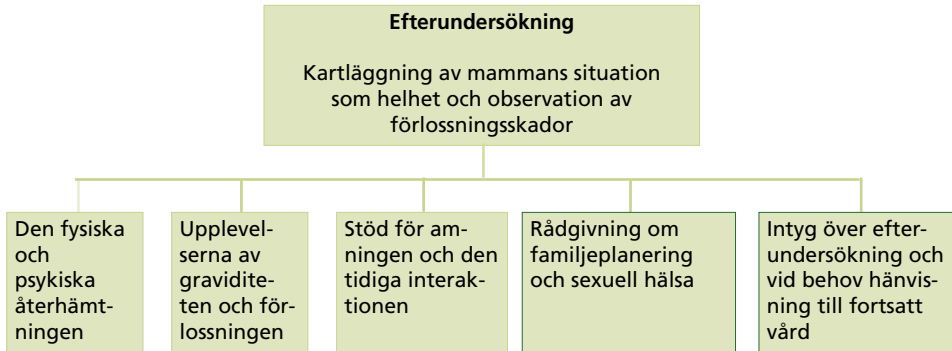 Efterundersökning
Kartläggning av mammans situation
som helhet och observation av
förlossningsskador
Den fysiska
och
psykiska
återhämt-
ningen
Upplevel-
serna av
gravidite-
ten och för-
lossningen
Stöd för am-
ningen och den
tidiga interak-
tionen
Rådgivning om
familjeplanering
och sexuell hälsa
Intyg över efter-
undersökning och
vid behov hänvis-
ning till fortsatt
vård